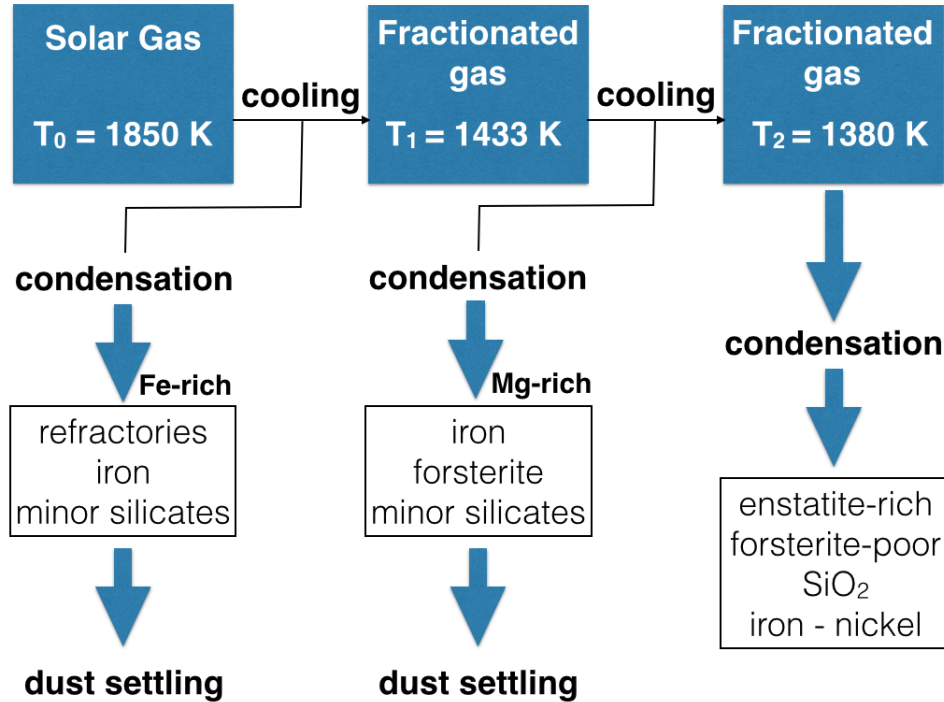 Solar Gas
T₀ = 1850 K
cooling
Fractionated
gas
T₁ = 1433 K
cooling
Fractionated
gas
T₂ = 1380 K
condensation
Fe-rich
refractories
iron
minor silicates
dust settling
condensation
Mg-rich
iron
forsterite
minor silicates
dust settling
condensation
enstatite-rich
forsterite-poor
SiO₂
iron - nickel